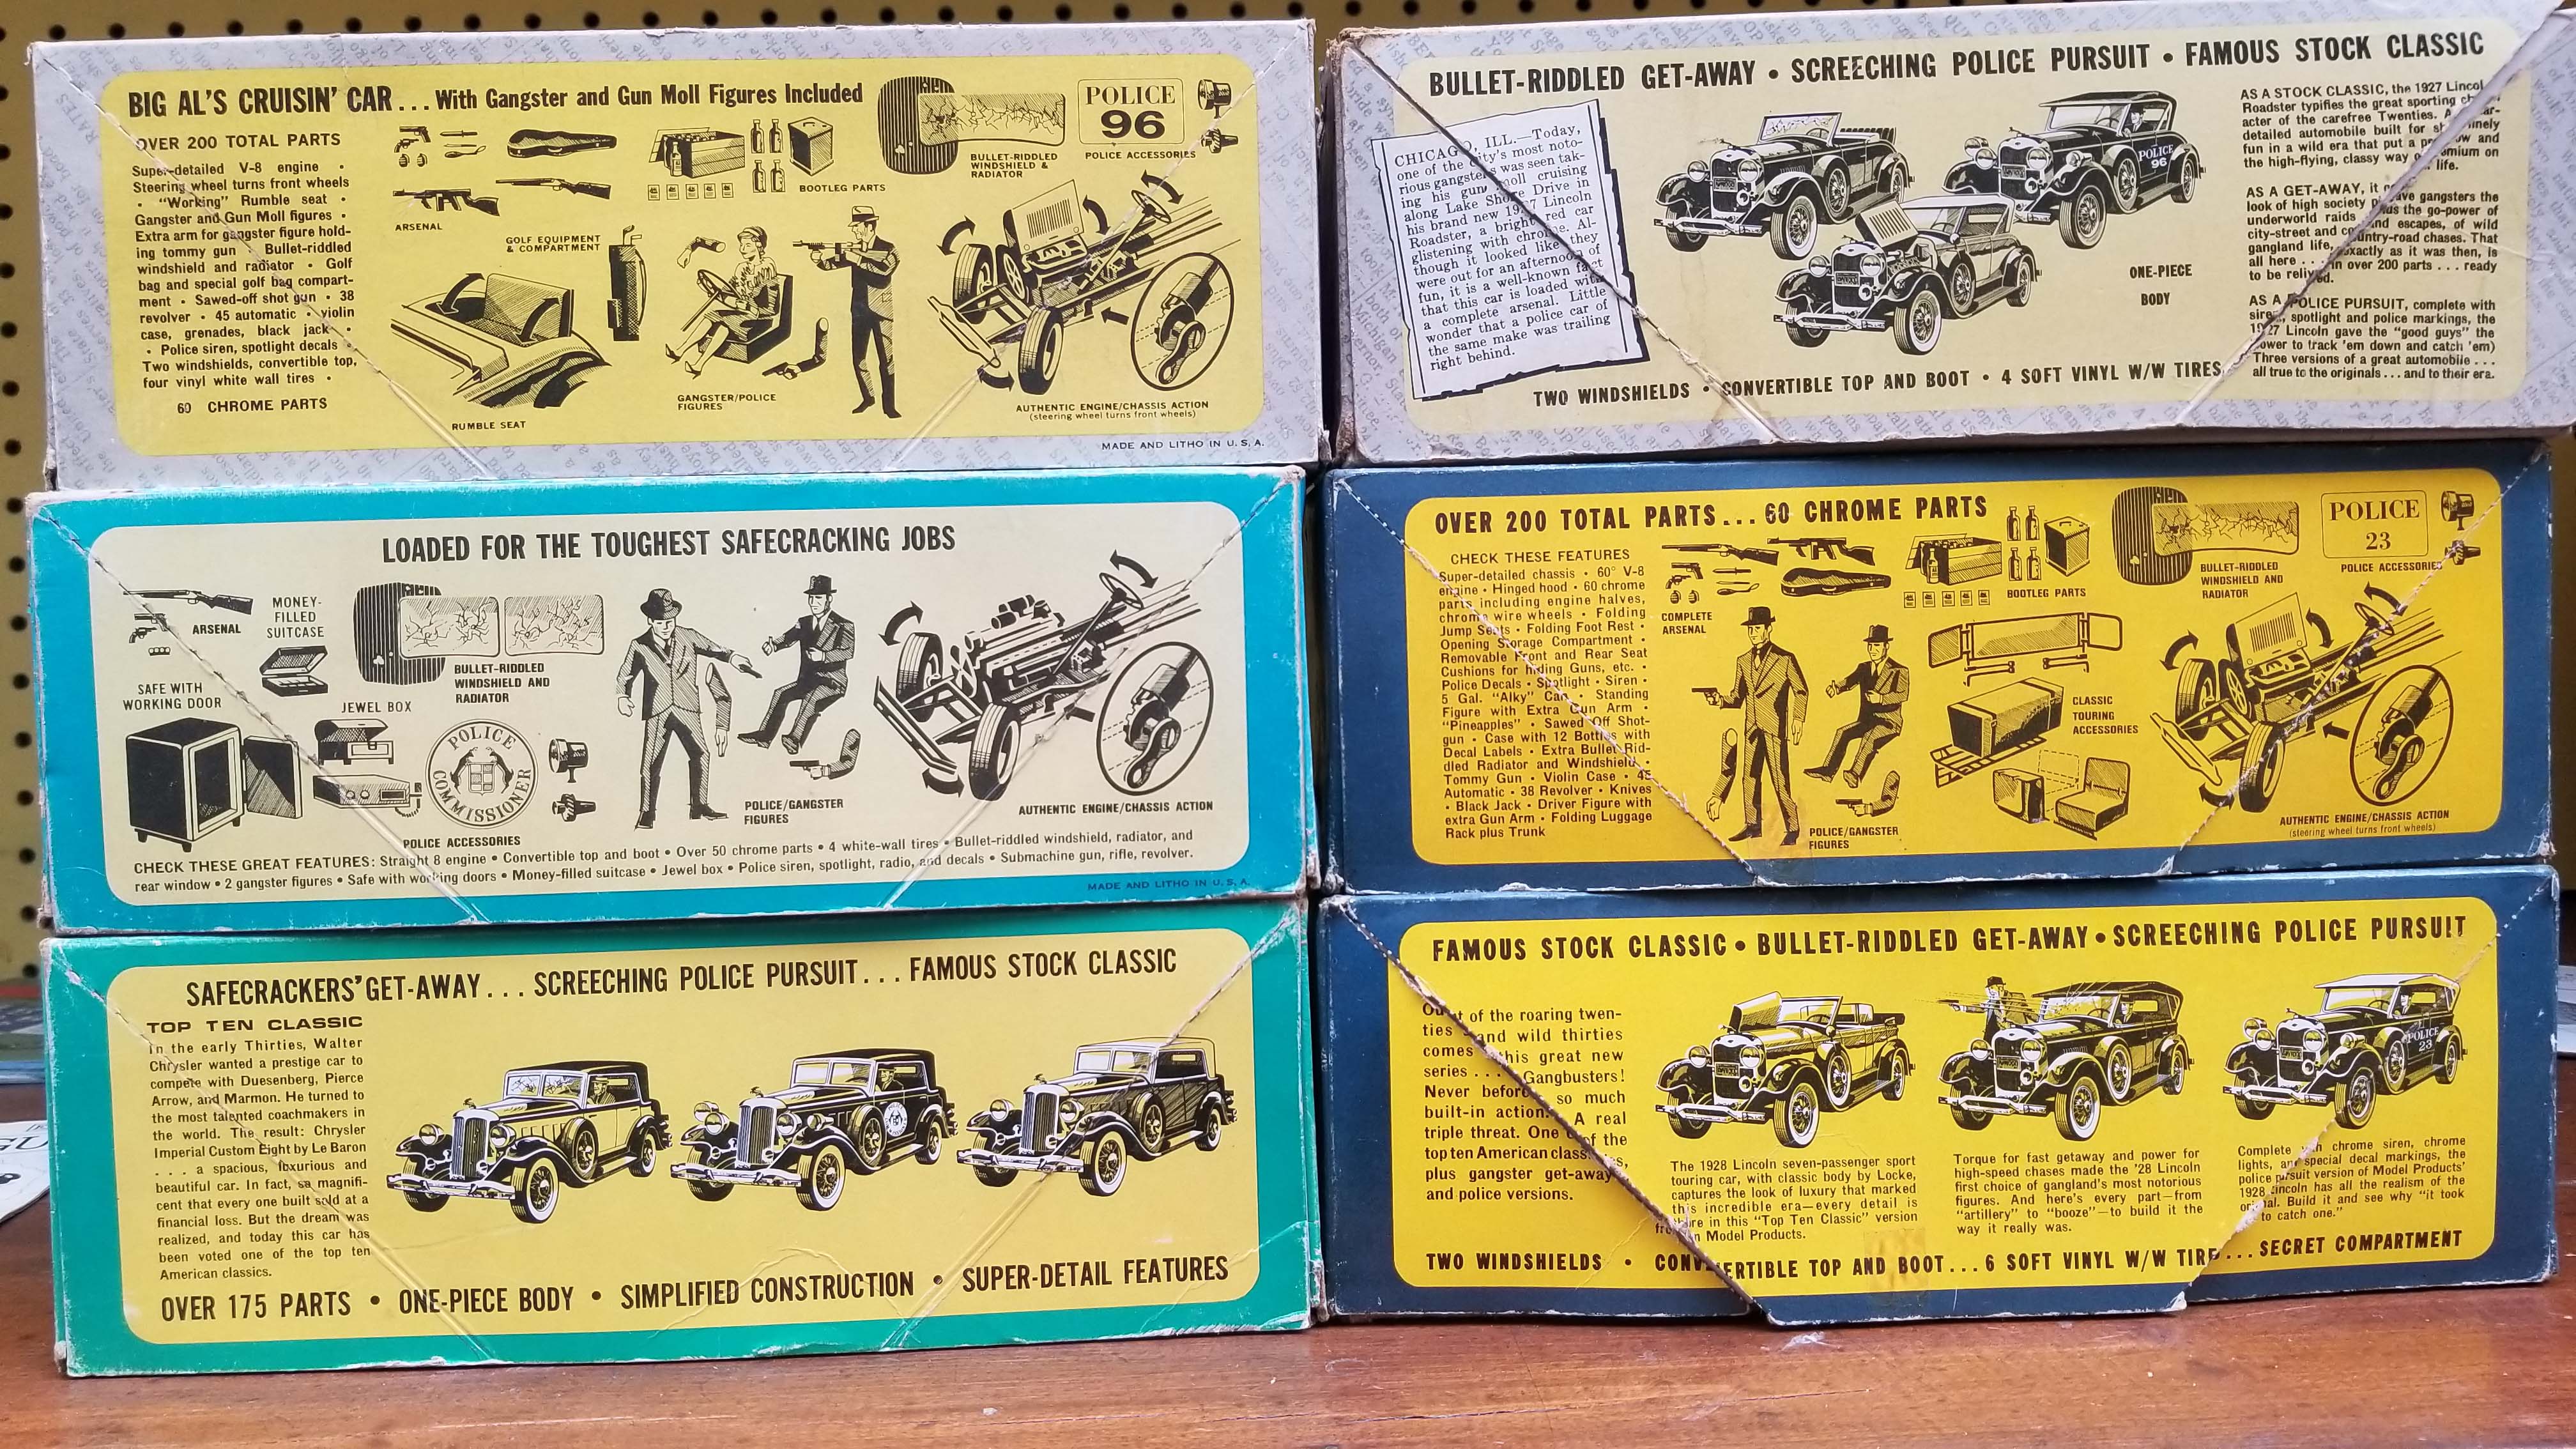 BIG AL'S CRUISIN' CAR... With Gangster and Gun Moll Figures Included
OVER 200 TOTAL PARTS
Super-detailed V-8 engine •
Steering wheel turns front wheels
• "Working" Rumble seat •
Gangster and Gun Moll figures •
Extra arm for gangster figure hold-
ing tommy gun • Bullet-riddled
windshield and radiator • Golf
bag and special golf bag compart-
ment • Sawed-off shot gun • 38
revolver • 45 automatic • violin
case, grenades, black jack •
• Police siren, spotlight decals •
Two windshields, convertible top,
four vinyl white wall tires •
60 CHROME PARTS
ARSENAL
BOOTLEG PARTS
BULLET-RIDDLED
WINDSHIELD &
RADIATOR
POLICE
96
POLICE ACCESSORIES
GOLF EQUIPMENT
& COMPARTMENT
RUMBLE SEAT
GANGSTER/POLICE
FIGURES
AUTHENTIC ENGINE/CHASSIS ACTION
(steering wheel turns front wheels)
MADE AND LITHO IN U.S.A.
BULLET-RIDDLED GET-AWAY • SCREECHING POLICE PURSUIT • FAMOUS STOCK CLASSIC
CHICAGO, ILL.—Today,
one of the city's most noto-
rious gangsters was seen tak-
ing his gun moll cruising
along Lake Shore Drive in
his brand new 1927 Lincoln
Roadster, a bright red car
glistening with chrome. Al-
though it looked like they
were out for an afternoon of
fun, it is a well-known fact
that this car is loaded with
a complete arsenal. Little
wonder that a police car of
the same make was trailing
right behind.
POLICE
96
ONE-PIECE
BODY
AS A STOCK CLASSIC, the 1927 Lincol
Roadster typifies the great sporting char-
acter of the carefree Twenties. A
detailed automobile built for
fun in a wild era that put a
the high-flying, classy way of life.
AS A GET-AWAY, it gave gangsters the
look of high society plus the go-power of
underworld raids and escapes, of wild
city-street and country-road chases. That
gangland life, exactly as it was then, is
all here . . . in over 200 parts . . . ready
to be relived.
AS A POLICE PURSUIT, complete with
siren, spotlight and police markings, the
1927 Lincoln gave the "good guys" the
power to track 'em down and catch 'em)
Three versions of a great automobile . . .
all true to the originals . . . and to their era.
TWO WINDSHIELDS • CONVERTIBLE TOP AND BOOT • 4 SOFT VINYL W/W TIRES
LOADED FOR THE TOUGHEST SAFECRACKING JOBS
ARSENAL
MONEY-
FILLED
SUITCASE
BULLET-RIDDLED
WINDSHIELD AND
RADIATOR
SAFE WITH
WORKING DOOR
JEWEL BOX
POLICE
COMMISSIONER
POLICE ACCESSORIES
POLICE/GANGSTER
FIGURES
AUTHENTIC ENGINE/CHASSIS ACTION
CHECK THESE GREAT FEATURES: Straight 8 engine • Convertible top and boot • Over 50 chrome parts • 4 white-wall tires • Bullet-riddled windshield, radiator, and
rear window • 2 gangster figures • Safe with working doors • Money-filled suitcase • Jewel box • Police siren, spotlight, radio, and decals • Submachine gun, rifle, revolver.
MADE AND LITHO IN U.S.A.
OVER 200 TOTAL PARTS... 60 CHROME PARTS
CHECK THESE FEATURES
Super-detailed chassis • 60° V-8
engine • Hinged hood • 60 chrome
parts including engine halves,
chrome wire wheels • Folding
Jump Seats • Folding Foot Rest •
Opening Storage Compartment •
Removable Front and Rear Seat
Cushions for hiding Guns, etc. •
Police Decals • Spotlight • Siren •
5 Gal. "Alky" Can • Standing
Figure with Extra Gun Arm •
"Pineapples" • Sawed Off Shot-
gun • Case with 12 Bottles with
Decal Labels • Extra Bullet Rid-
dled Radiator and Windshield •
Tommy Gun • Violin Case • 45
Automatic • 38 Revolver • Knives
• Black Jack • Driver Figure with
extra Gun Arm • Folding Luggage
Rack plus Trunk
COMPLETE
ARSENAL
BOOTLEG PARTS
BULLET-RIDDLED
WINDSHIELD AND
RADIATOR
POLICE
23
POLICE ACCESSORIES
CLASSIC
TOURING
ACCESSORIES
POLICE/GANGSTER
FIGURES
AUTHENTIC ENGINE/CHASSIS ACTION
(steering wheel turns front wheels)
SAFECRACKERS' GET-AWAY... SCREECHING POLICE PURSUIT... FAMOUS STOCK CLASSIC
TOP TEN CLASSIC
In the early Thirties, Walter
Chrysler wanted a prestige car to
compete with Duesenberg, Pierce
Arrow, and Marmon. He turned to
the most talented coachmakers in
the world. The result: Chrysler
Imperial Custom Eight by Le Baron
. . . a spacious, luxurious and
beautiful car. In fact, so magnifi-
cent that every one built sold at a
financial loss. But the dream was
realized, and today this car has
been voted one of the top ten
American classics.
OVER 175 PARTS • ONE-PIECE BODY • SIMPLIFIED CONSTRUCTION • SUPER-DETAIL FEATURES
FAMOUS STOCK CLASSIC • BULLET-RIDDLED GET-AWAY • SCREECHING POLICE PURSUIT
Out of the roaring twen-
ties and wild thirties
comes this great new
series . . . Gangbusters!
Never before so much
built-in action. A real
triple threat. One of the
top ten American classics,
plus gangster get-away
and police versions.
POLICE
23
The 1928 Lincoln seven-passenger sport
touring car, with classic body by Locke,
captures the look of luxury that marked
this incredible era—every detail is
there in this "Top Ten Classic" version
from Model Products.
Torque for fast getaway and power for
high-speed chases made the '28 Lincoln
first choice of gangland's most notorious
figures. And here's every part—from
"artillery" to "booze"—to build it the
way it really was.
Complete with chrome siren, chrome
lights, and special decal markings, the
police pursuit version of Model Products'
1928 Lincoln has all the realism of the
original. Build it and see why "it took
to catch one."
TWO WINDSHIELDS • CONVERTIBLE TOP AND BOOT... 6 SOFT VINYL W/W TIRE... SECRET COMPARTMENT